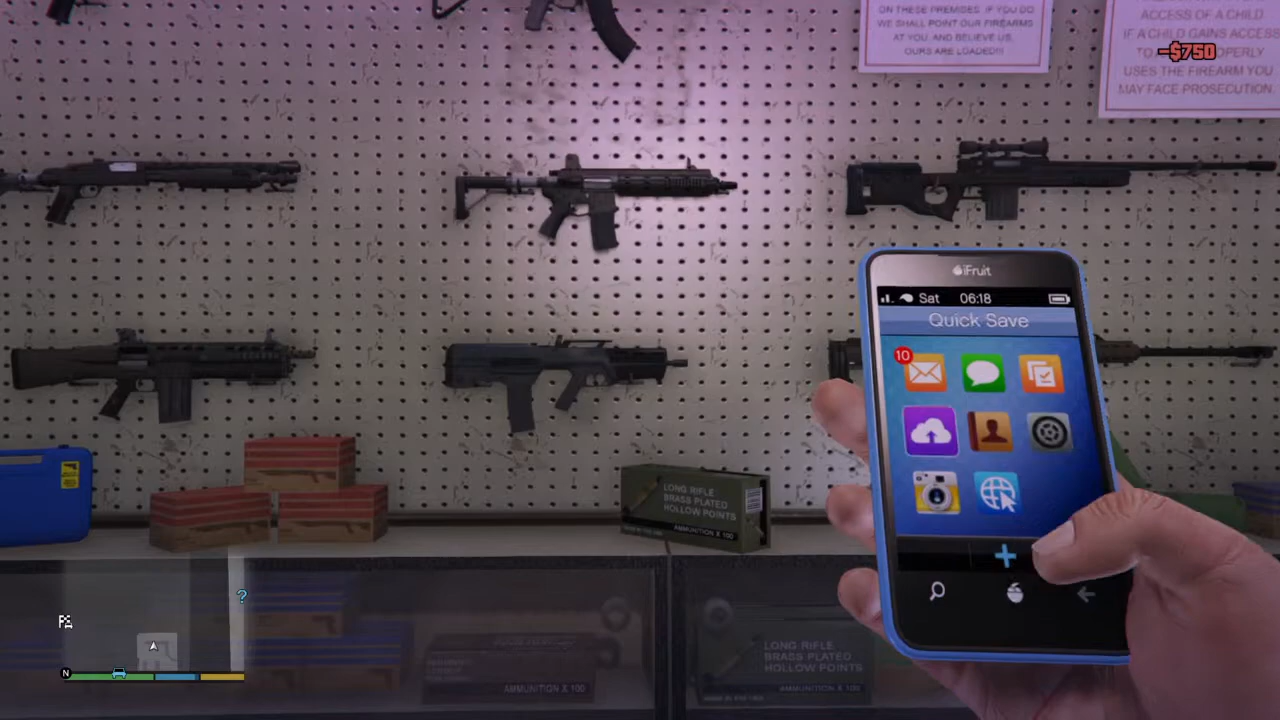 ON THESE PREMISES. IF YOU DO
WE SHALL POINT OUR FIREARMS
AT YOU, AND BELIEVE US,
OURS ARE LOADED!!!
ACCESS OF A CHILD
IF A CHILD GAINS ACCESS
-$750
USES THE FIREARM YOU
MAY FACE PROSECUTION.
iFruit
Sat 06:18
Quick Save
10
LONG RIFLE
BRASS PLATED
HOLLOW POINTS
AMMUNITION X 100
?
N
AMMUNITION X 100
LONG RIFLE
BRASS PLATED
HOLLOW POINTS
AMMUNITION X 100